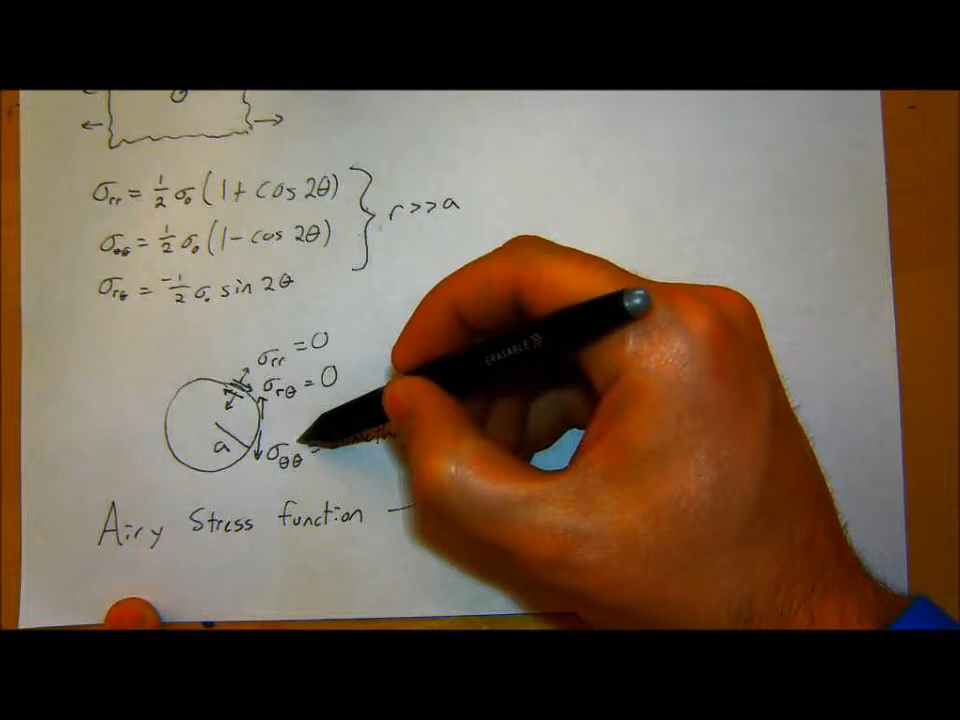 σrr = 1/2 σ₀ (1 + cos 2θ)
σθθ = 1/2 σ₀ (1 - cos 2θ)
r >> a
σrθ = -1/2 σ₀ sin 2θ
σrr = 0
σrθ = 0
a
σθθ =
Airy Stress function
ERASABLE